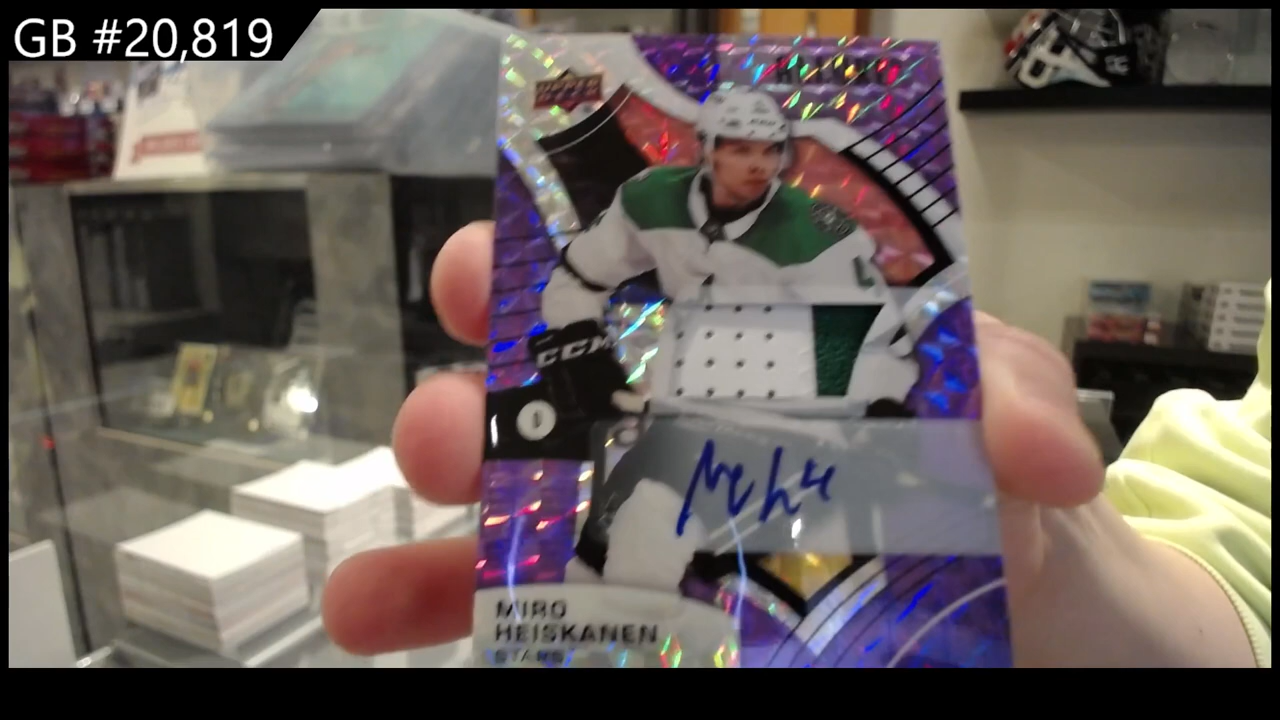 GB #20,819
UPPER DECK
CCM
MIRO
HEISKANEN
STARS